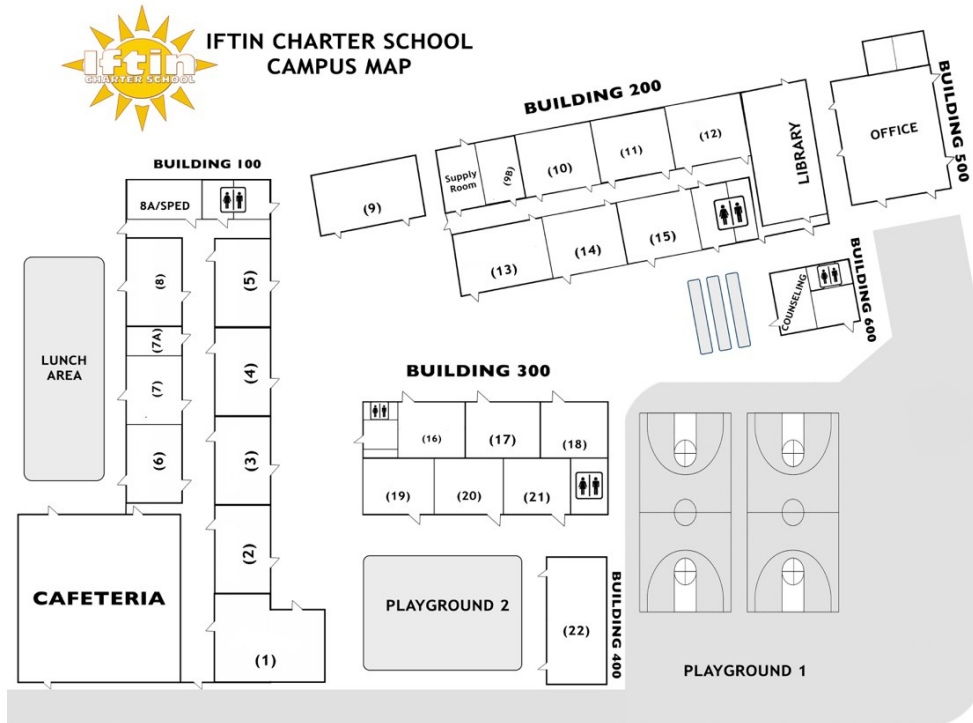 Iftin
CHARTER SCHOOL
IFTIN CHARTER SCHOOL
CAMPUS MAP
BUILDING 200
BUILDING 500
OFFICE
LIBRARY
(12)
(11)
(10)
(9B)
Supply
Room
(9)
(13)
(14)
(15)
BUILDING 100
8A/SPED
(8)
(7A)
(7)
(6)
(5)
(4)
(3)
(2)
(1)
LUNCH
AREA
CAFETERIA
BUILDING 600
COUNSELING
BUILDING 300
(16)
(17)
(18)
(19)
(20)
(21)
PLAYGROUND 2
(22)
BUILDING 400
PLAYGROUND 1